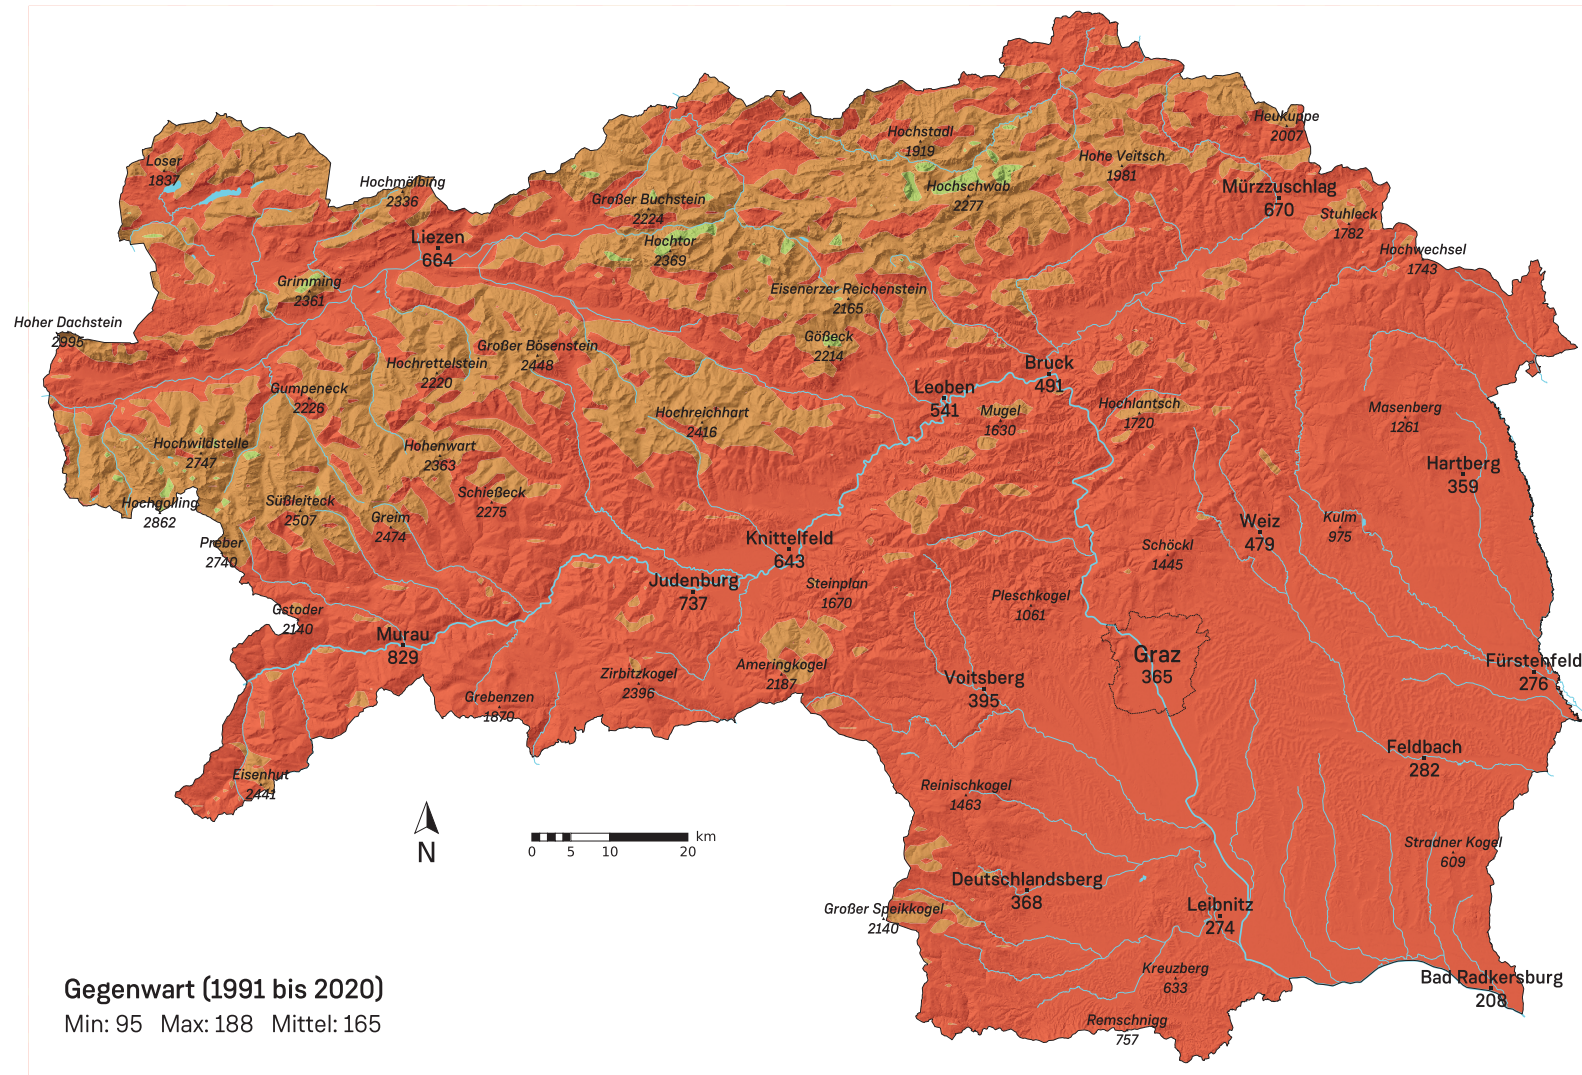 Heukuppe
2007
Hochstadl
1919
Loser
1837
Hohe Veitsch
1981
Hochmölbing
2336
Hochschwab
2277
Mürzzuschlag
670
Großer Buchstein
2224
Stuhleck
1782
Liezen
664
Hochtor
2369
Hochwechsel
1743
Grimming
2361
Eisenerzer Reichenstein
2165
Hoher Dachstein
2995
Gößeck
2214
Großer Bösenstein
2448
Hochrettelstein
2220
Bruck
491
Gumpeneck
2226
Leoben
541
Hochreichhart
2416
Mugel
1630
Hochlantsch
1720
Masenberg
1261
Hochwildstelle
2747
Hohenwart
2363
Hartberg
359
Hochgolling
2862
Süßleiteck
2507
Schießeck
2275
Greim
2474
Weiz
479
Kulm
975
Preber
2740
Knittelfeld
643
Schöckl
1445
Judenburg
737
Steinplan
1670
Pleschkogel
1061
Gstoder
2140
Murau
829
Graz
365
Fürstenfeld
276
Zirbitzkogel
2396
Ameringkogel
2187
Voitsberg
395
Grebenzen
1870
Feldbach
282
Eisenhut
2441
Reinischkogel
1463
N
km
0 5 10 20
Stradner Kogel
609
Deutschlandsberg
368
Großer Speikkogel
2140
Leibnitz
274
Kreuzberg
633
Bad Radkersburg
208
Gegenwart (1991 bis 2020)
Min: 95 Max: 188 Mittel: 165
Remschnigg
757